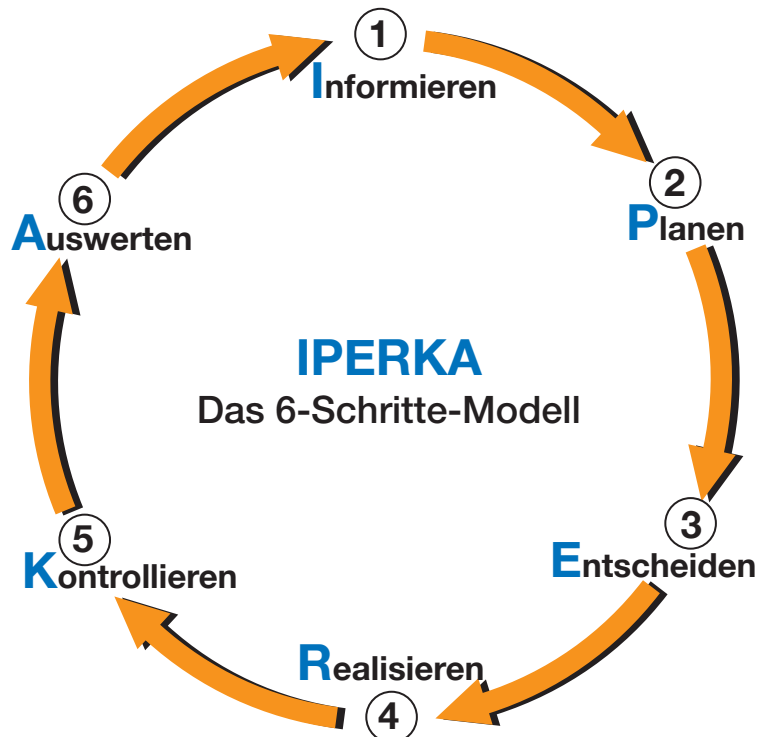 1
Informieren
2
Planen
3
Entscheiden
Realisieren
4
5
Kontrollieren
6
Auswerten
IPERKA
Das 6-Schritte-Modell